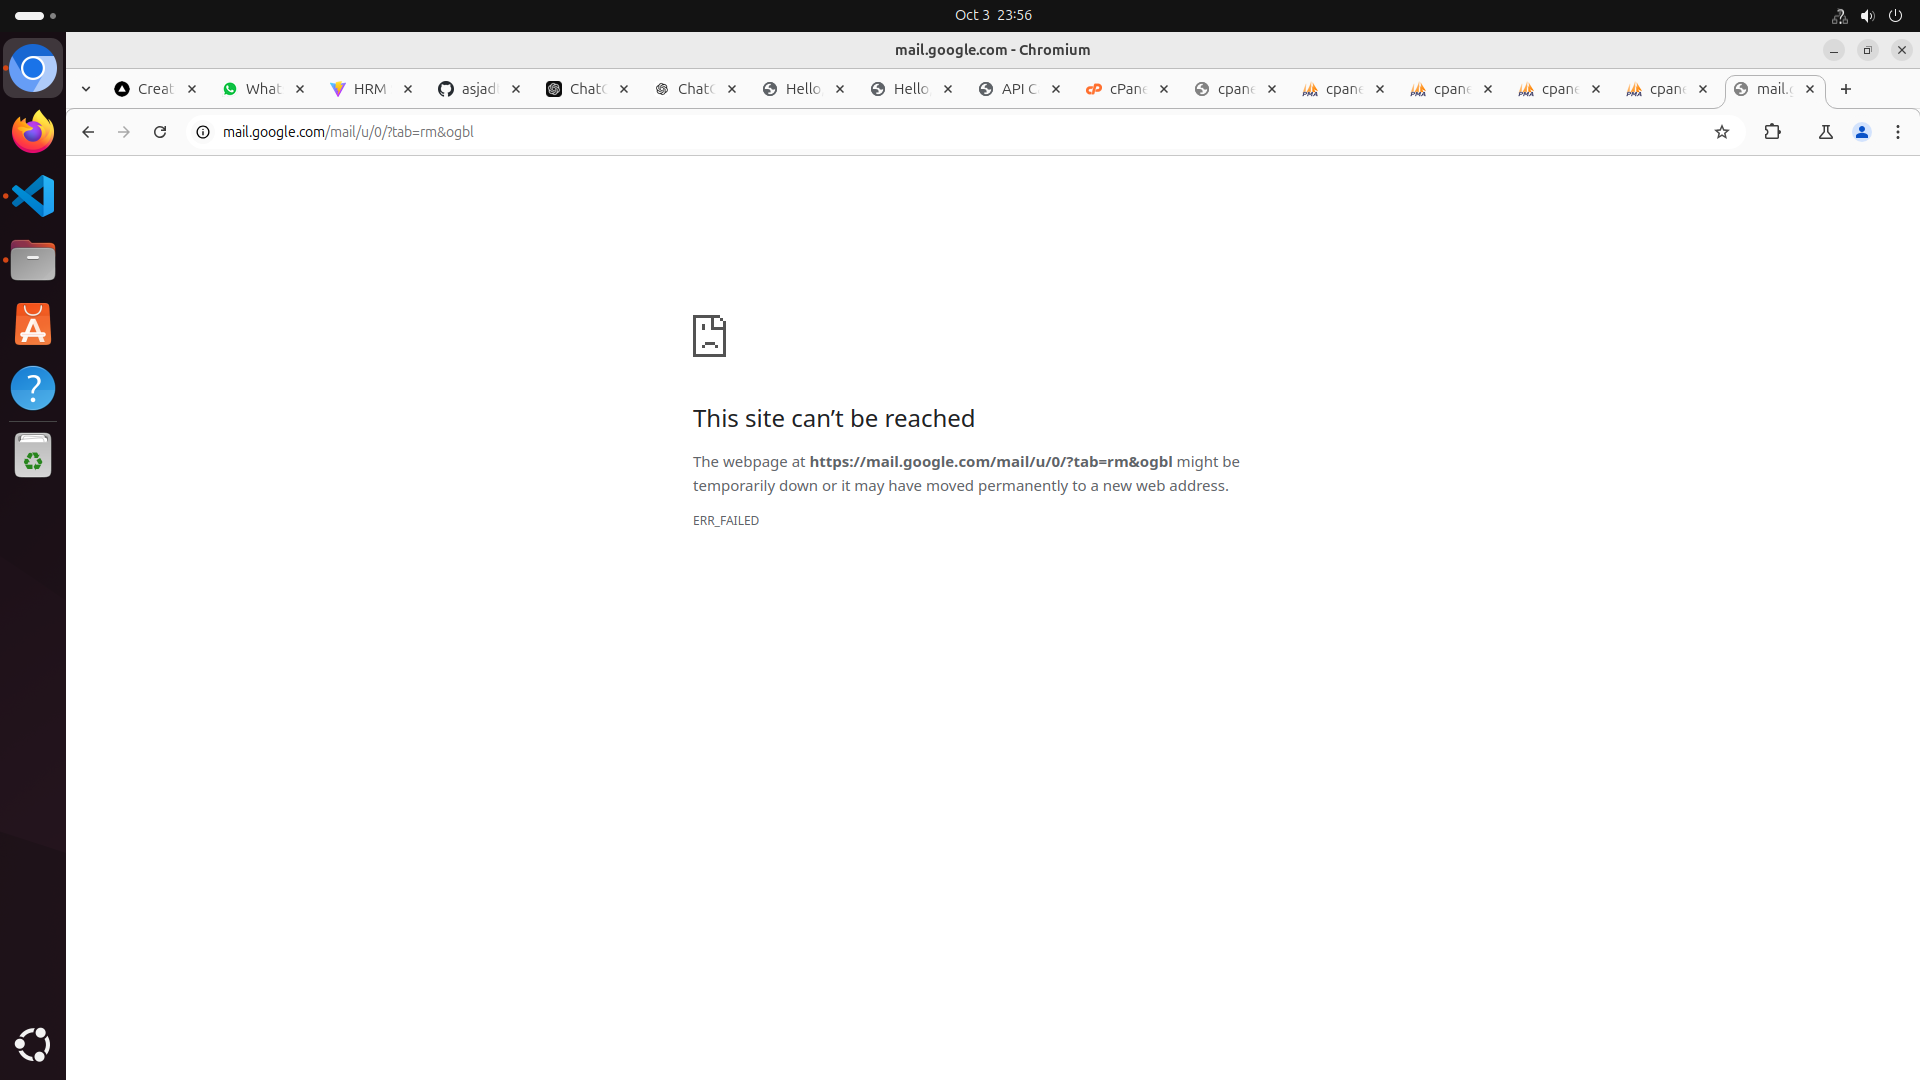 Oct 3 23:56
mail.google.com - Chromium
Creat
What
HRM
asjad
Chat
Chat
Hello
Hello
API C
cPane
cpane
cpane
cpane
cpane
cpane
mail.g
mail.google.com/mail/u/0/?tab=rm&ogbl
This site can’t be reached
The webpage at https://mail.google.com/mail/u/0/?tab=rm&ogbl might be
temporarily down or it may have moved permanently to a new web address.
ERR_FAILED